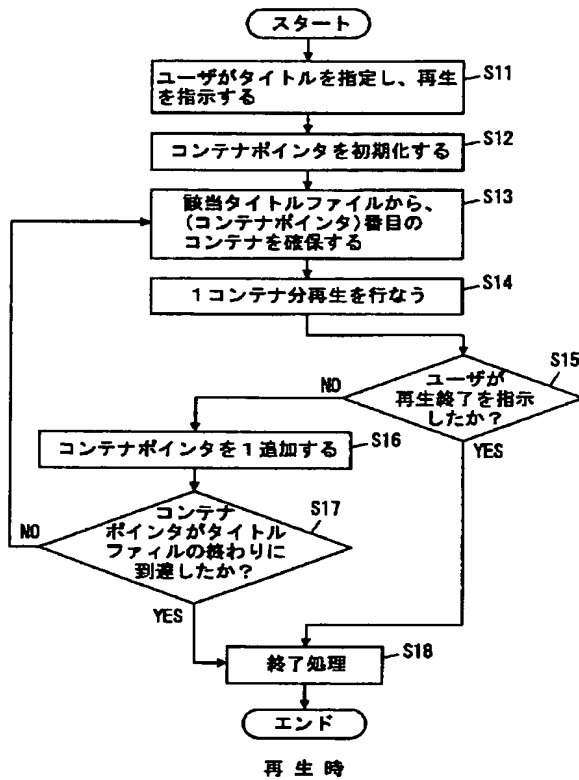 スタート
ユーザがタイトルを指定し、再生
を指示する
S11
コンテナポインタを初期化する
S12
該当タイトルファイルから、
(コンテナポインタ)番目の
コンテナを確保する
S13
1コンテナ分再生を行なう
S14
ユーザが
再生終了を指示
したか?
S15
NO
YES
コンテナポインタを1追加する
S16
コンテナ
ポインタがタイトル
ファィルの終わりに
到達したか?
S17
NO
YES
終了処理
S18
エンド
再生時